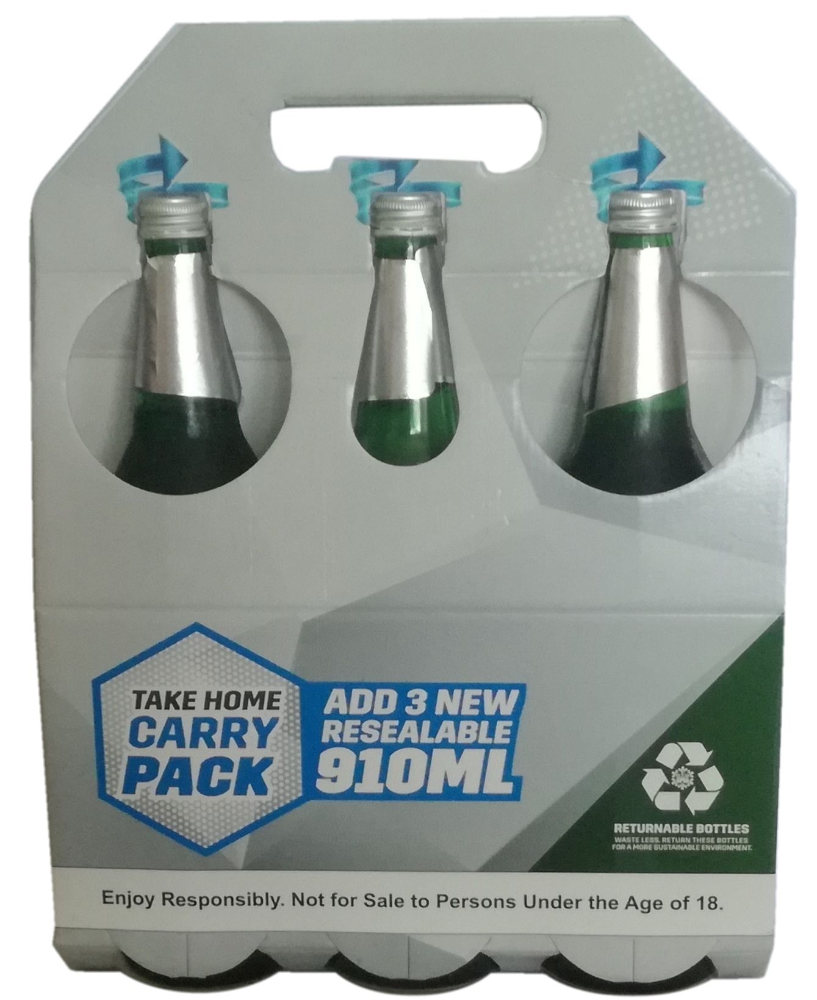 TAKE HOME
CARRY
PACK
ADD 3 NEW
RESEALABLE
910ML
RETURNABLE BOTTLES
WASTE LESS. RETURN THESE BOTTLES
FOR A MORE SUSTAINABLE ENVIRONMENT.
Enjoy Responsibly. Not for Sale to Persons Under the Age of 18.